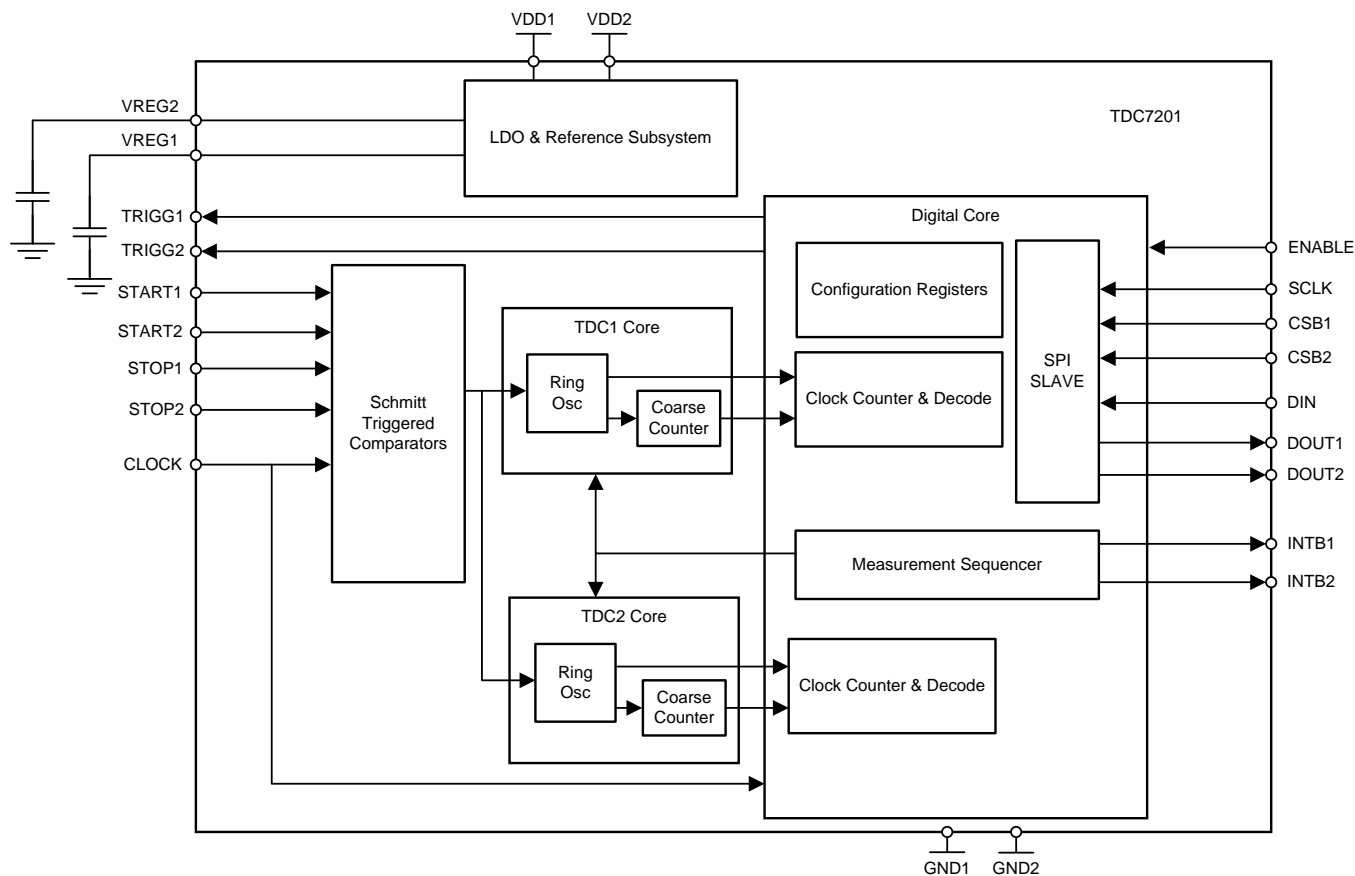 VDD1
VDD2
VREG2
VREG1
LDO & Reference Subsystem
TDC7201
TRIGG1
TRIGG2
START1
START2
STOP1
STOP2
CLOCK
Schmitt
Triggered
Comparators
TDC1 Core
Ring
Osc
Coarse
Counter
TDC2 Core
Ring
Osc
Coarse
Counter
Digital Core
Configuration Registers
Clock Counter & Decode
SPI
SLAVE
Measurement Sequencer
Clock Counter & Decode
ENABLE
SCLK
CSB1
CSB2
DIN
DOUT1
DOUT2
INTB1
INTB2
GND1
GND2